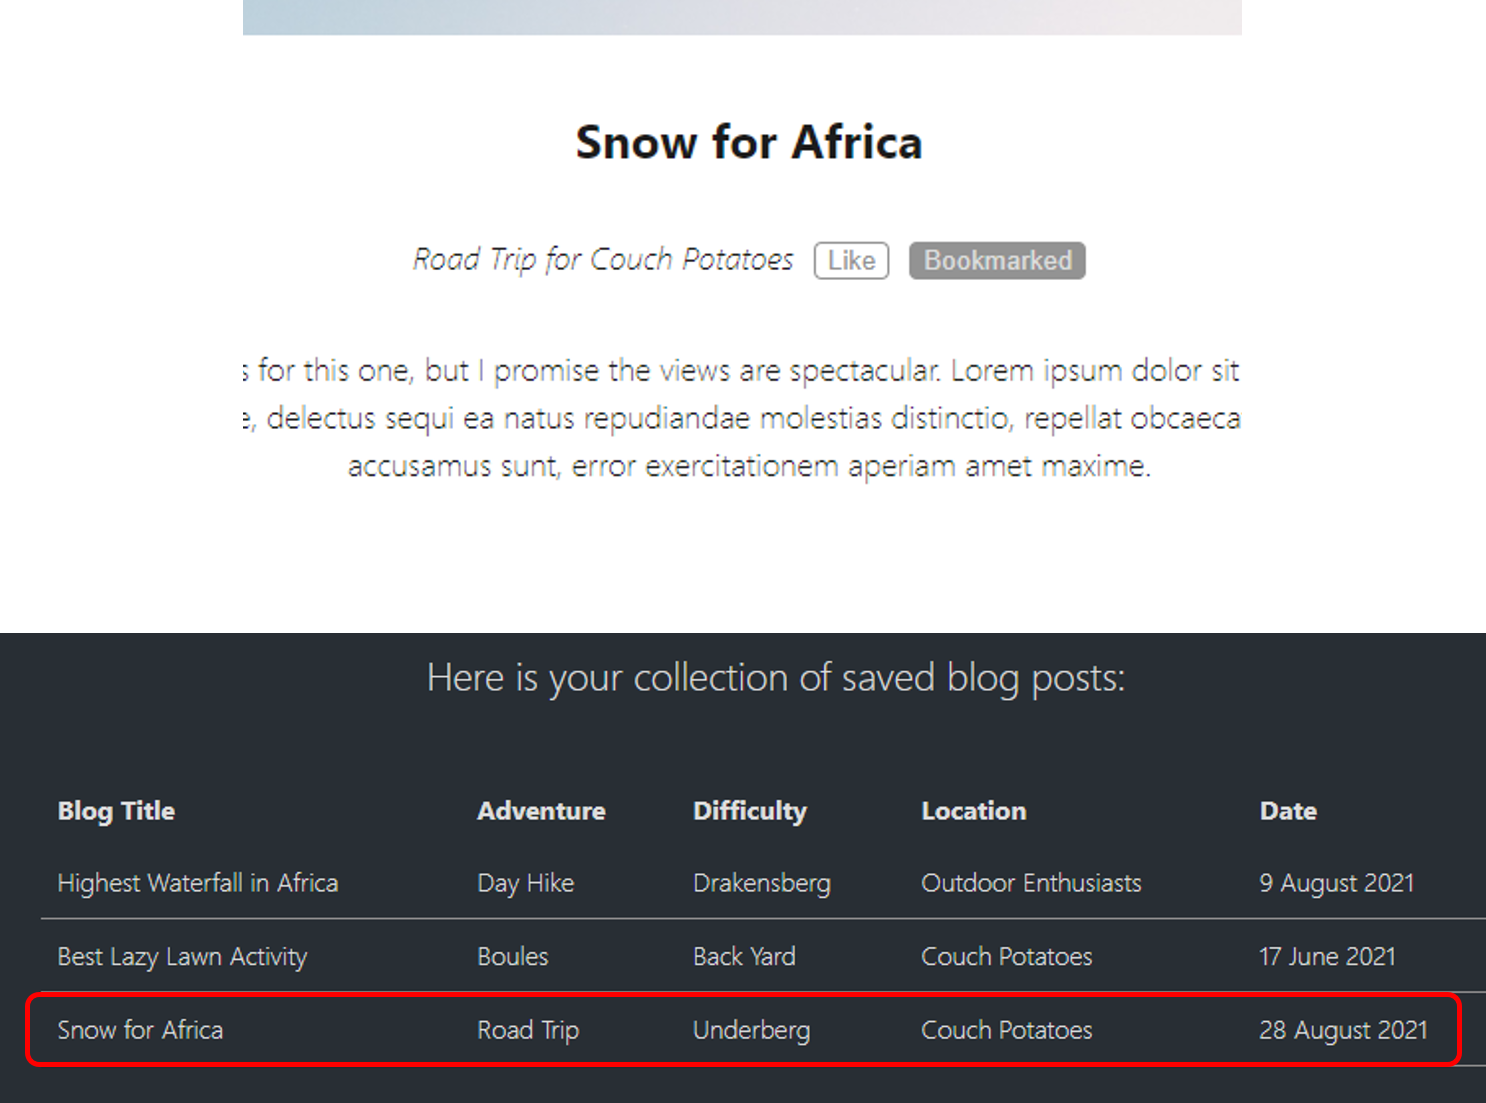 Snow for Africa
Road Trip for Couch Potatoes Like Bookmarked
for this one, but I promise the views are spectacular. Lorem ipsum dolor sit
delectus sequi ea natus repudiandae molestias distinctio, repellat obcaeca
accusamus sunt, error exercitationem aperiam amet maxime.
Here is your collection of saved blog posts:
Blog Title Adventure Difficulty Location Date
Highest Waterfall in Africa Day Hike Drakensberg Outdoor Enthusiasts 9 August 2021
Best Lazy Lawn Activity Boules Back Yard Couch Potatoes 17 June 2021
Snow for Africa Road Trip Underberg Couch Potatoes 28 August 2021